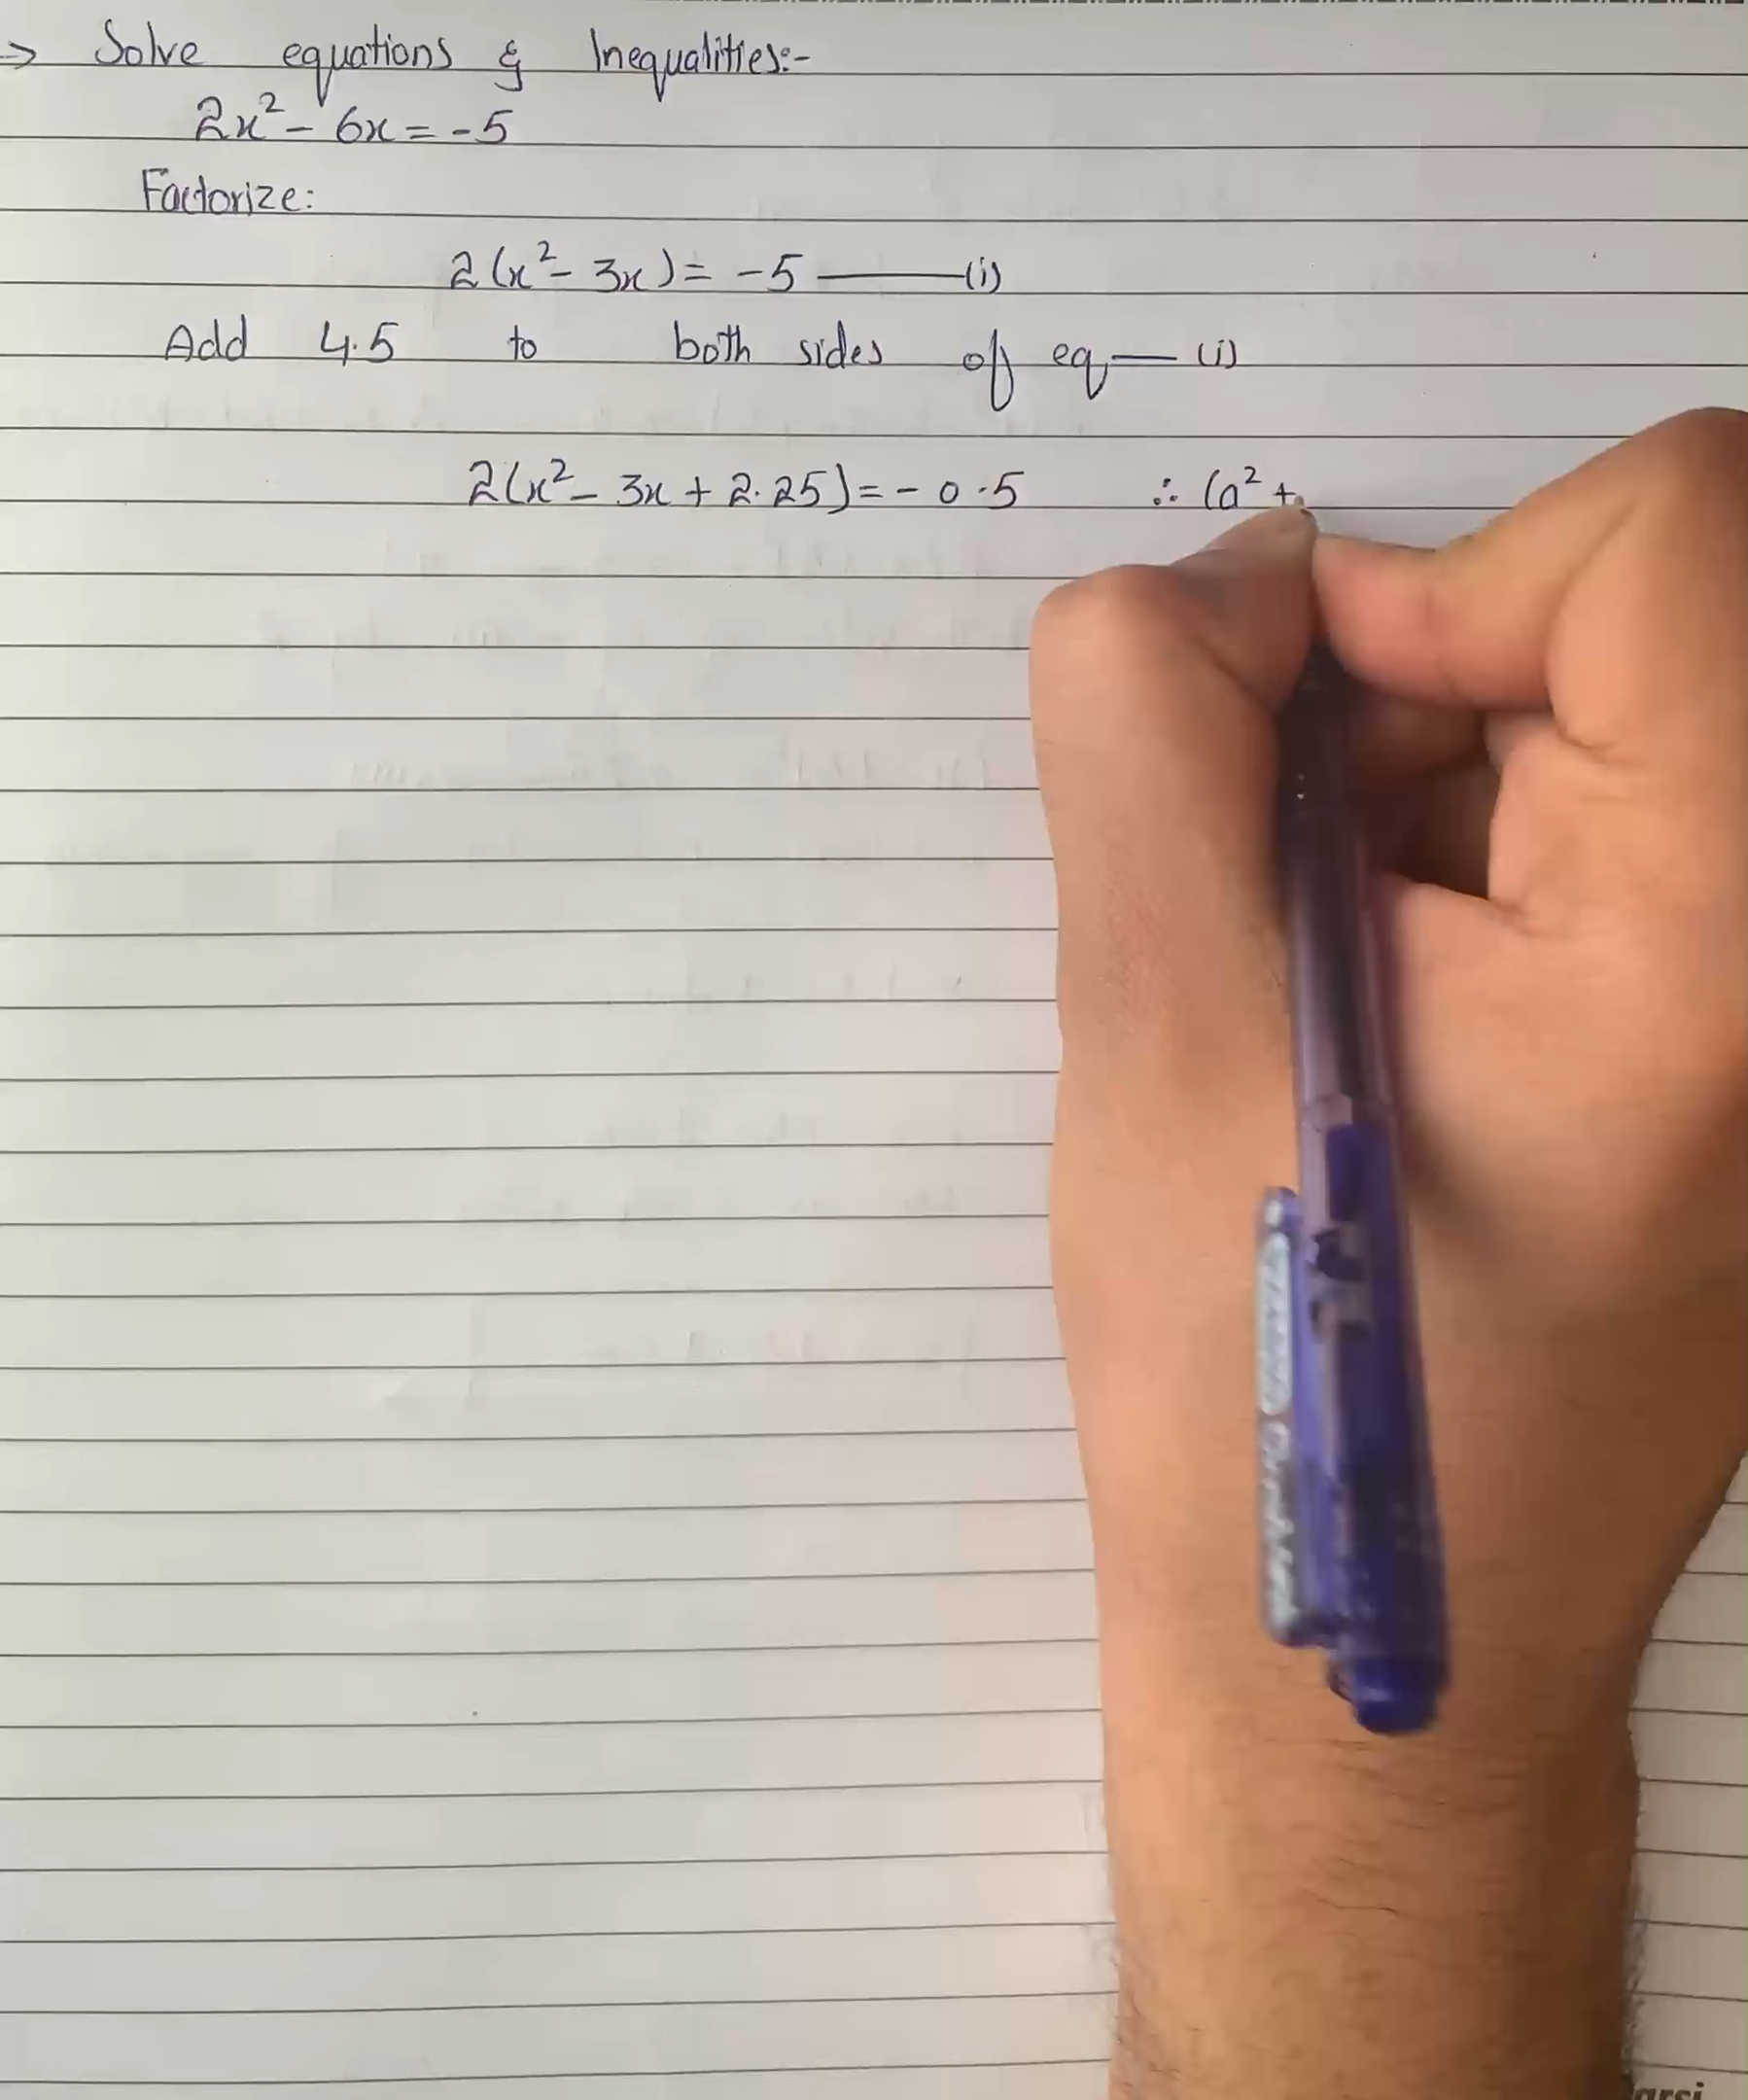 → Solve equations & Inequalities:-
2x² - 6x = -5
Factorize:
2(x² - 3x) = -5 ——— (i)
Add 4.5 to both sides of eq — (i)
2(x² - 3x + 2.25) = -0.5 ∴ (a² +